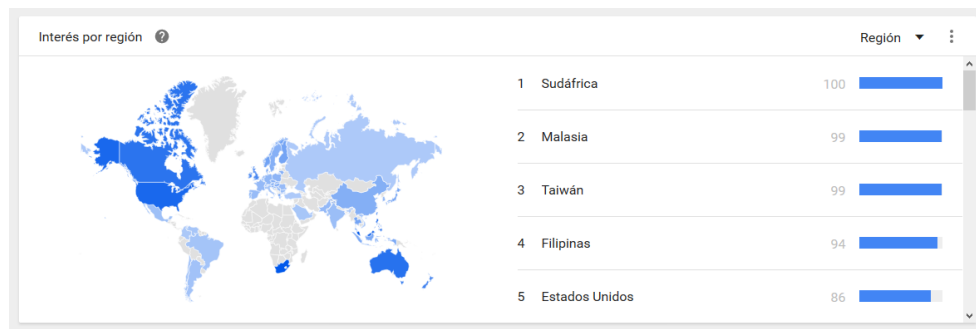 Interés por región
Región
1 Sudáfrica 100
2 Malasia 99
3 Taiwán 99
4 Filipinas 94
5 Estados Unidos 86